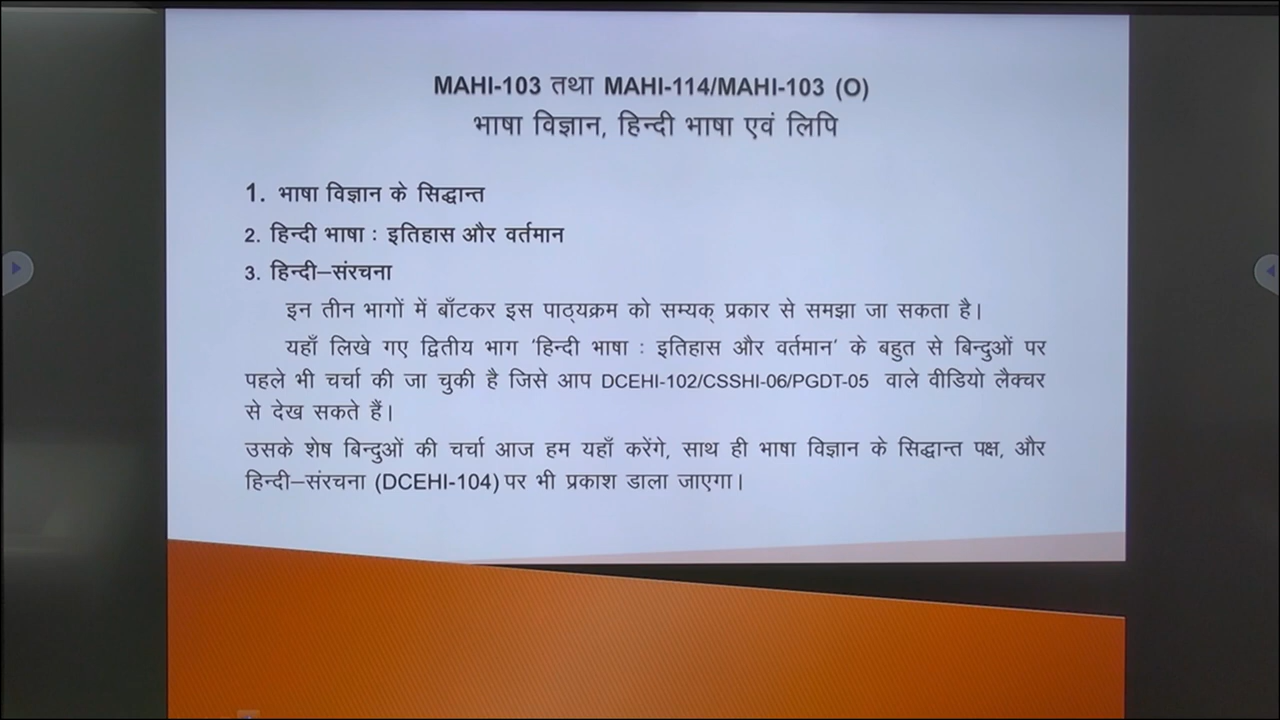 MAHI-103 तथा MAHI-114/MAHI-103 (O)
भाषा विज्ञान, हिन्दी भाषा एवं लिपि
1. भाषा विज्ञान के सिद्धान्त
2. हिन्दी भाषा : इतिहास और वर्तमान
3. हिन्दी–संरचना
इन तीन भागों में बाँटकर इस पाठ्यक्रम को सम्यक् प्रकार से समझा जा सकता है।
यहाँ लिखे गए द्वितीय भाग 'हिन्दी भाषा : इतिहास और वर्तमान' के बहुत से बिन्दुओं पर
पहले भी चर्चा की जा चुकी है जिसे आप DCEHI-102/CSSHI-06/PGDT-05 वाले वीडियो लैक्चर
से देख सकते हैं।
उसके शेष बिन्दुओं की चर्चा आज हम यहाँ करेंगे, साथ ही भाषा विज्ञान के सिद्धान्त पक्ष, और
हिन्दी–संरचना (DCEHI-104) पर भी प्रकाश डाला जाएगा।